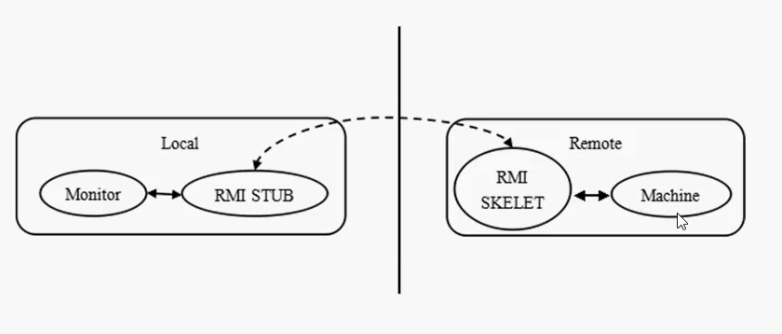 Local
Monitor
RMI STUB
Remote
RMI
SKELET
Machine